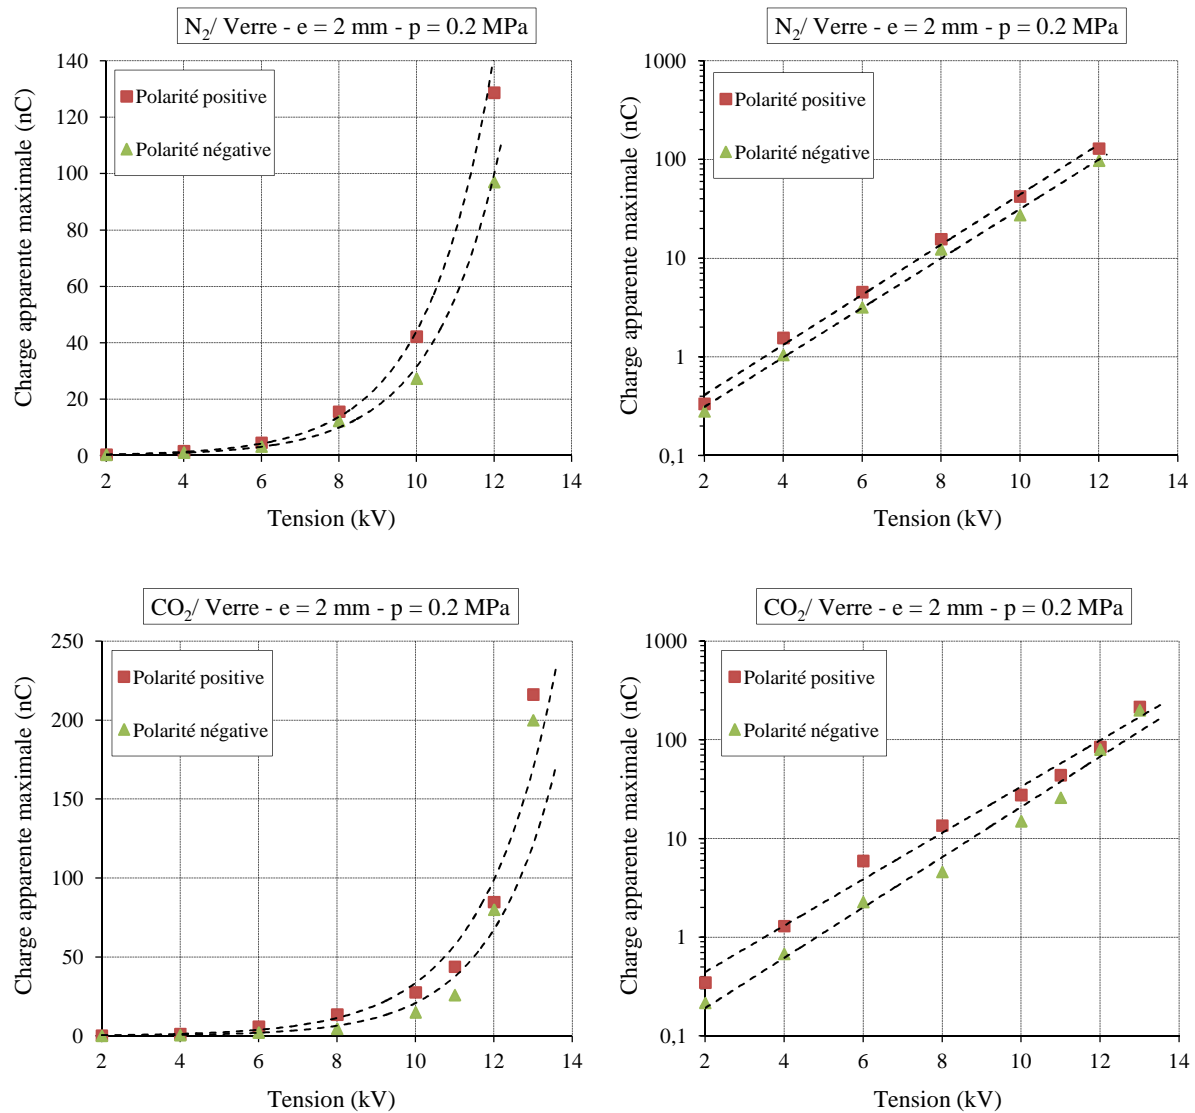 N₂/ Verre - e = 2 mm - p = 0.2 MPa
Charge apparente maximale (nC)
140
120
100
80
60
40
20
0
Polarité positive
Polarité négative
2 4 6 8 10 12 14
Tension (kV)
N₂/ Verre - e = 2 mm - p = 0.2 MPa
Charge apparente maximale (nC)
1000
100
10
1
0,1
Polarité positive
Polarité négative
2 4 6 8 10 12 14
Tension (kV)
CO₂/ Verre - e = 2 mm - p = 0.2 MPa
Charge apparente maximale (nC)
250
200
150
100
50
0
Polarité positive
Polarité négative
2 4 6 8 10 12 14
Tension (kV)
CO₂/ Verre - e = 2 mm - p = 0.2 MPa
Charge apparente maximale (nC)
1000
100
10
1
0,1
Polarité positive
Polarité négative
2 4 6 8 10 12 14
Tension (kV)